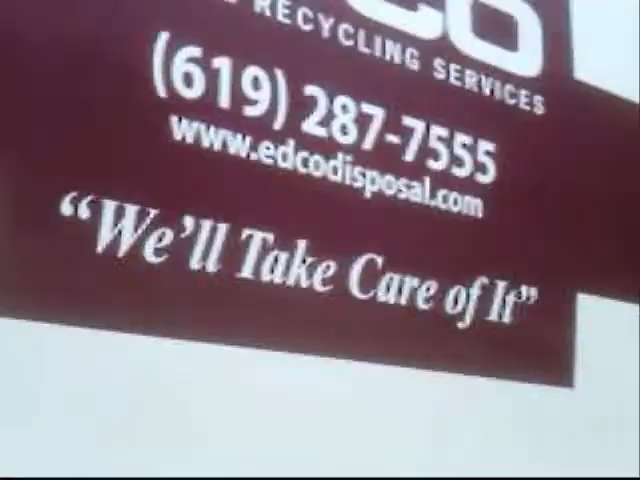 RECYCLING SERVICES
(619) 287-7555
www.edcodisposal.com
"We'll Take Care of It"